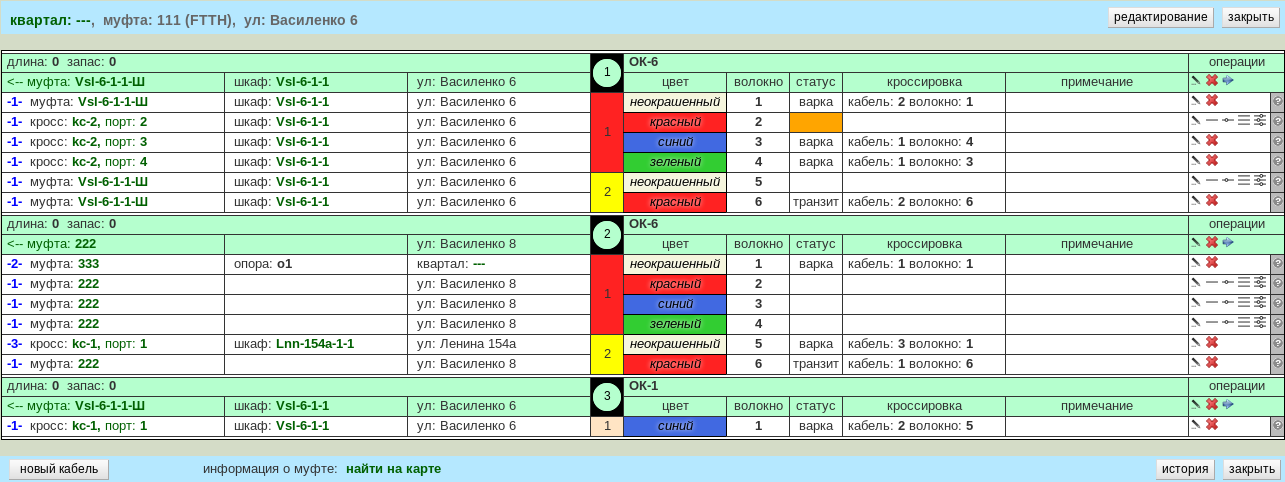 квартал: ---, муфта: 111 (FTTH), ул: Василенко 6 редактирование закрыть
длина: 0 запас: 0 1 ОК-6 операции
<-- муфта: Vsl-6-1-1-Ш шкаф: Vsl-6-1-1 ул: Василенко 6 цвет волокно статус кроссировка примечание
-1- муфта: Vsl-6-1-1-Ш шкаф: Vsl-6-1-1 ул: Василенко 6 1 неокрашенный 1 варка кабель: 2 волокно: 1
-1- кросс: kc-2, порт: 2 шкаф: Vsl-6-1-1 ул: Василенко 6 красный 2
-1- кросс: kc-2, порт: 3 шкаф: Vsl-6-1-1 ул: Василенко 6 синий 3 варка кабель: 1 волокно: 4
-1- кросс: kc-2, порт: 4 шкаф: Vsl-6-1-1 ул: Василенко 6 зеленый 4 варка кабель: 1 волокно: 3
-1- муфта: Vsl-6-1-1-Ш шкаф: Vsl-6-1-1 ул: Василенко 6 2 неокрашенный 5
-1- муфта: Vsl-6-1-1-Ш шкаф: Vsl-6-1-1 ул: Василенко 6 красный 6 транзит кабель: 2 волокно: 6
длина: 0 запас: 0 2 ОК-6 операции
<-- муфта: 222 ул: Василенко 8 цвет волокно статус кроссировка примечание
-2- муфта: 333 опора: о1 квартал: --- 1 неокрашенный 1 варка кабель: 1 волокно: 1
-1- муфта: 222 ул: Василенко 8 красный 2
-1- муфта: 222 ул: Василенко 8 синий 3
-1- муфта: 222 ул: Василенко 8 зеленый 4
-3- кросс: kc-1, порт: 1 шкаф: Lnn-154a-1-1 ул: Ленина 154а 2 неокрашенный 5 варка кабель: 3 волокно: 1
-1- муфта: 222 ул: Василенко 8 красный 6 транзит кабель: 1 волокно: 6
длина: 0 запас: 0 3 ОК-1 операции
<-- муфта: Vsl-6-1-1-Ш шкаф: Vsl-6-1-1 ул: Василенко 6 цвет волокно статус кроссировка примечание
-1- кросс: kc-1, порт: 1 шкаф: Vsl-6-1-1 ул: Василенко 6 1 синий 1 варка кабель: 2 волокно: 5
новый кабель информация о муфте: найти на карте история закрыть